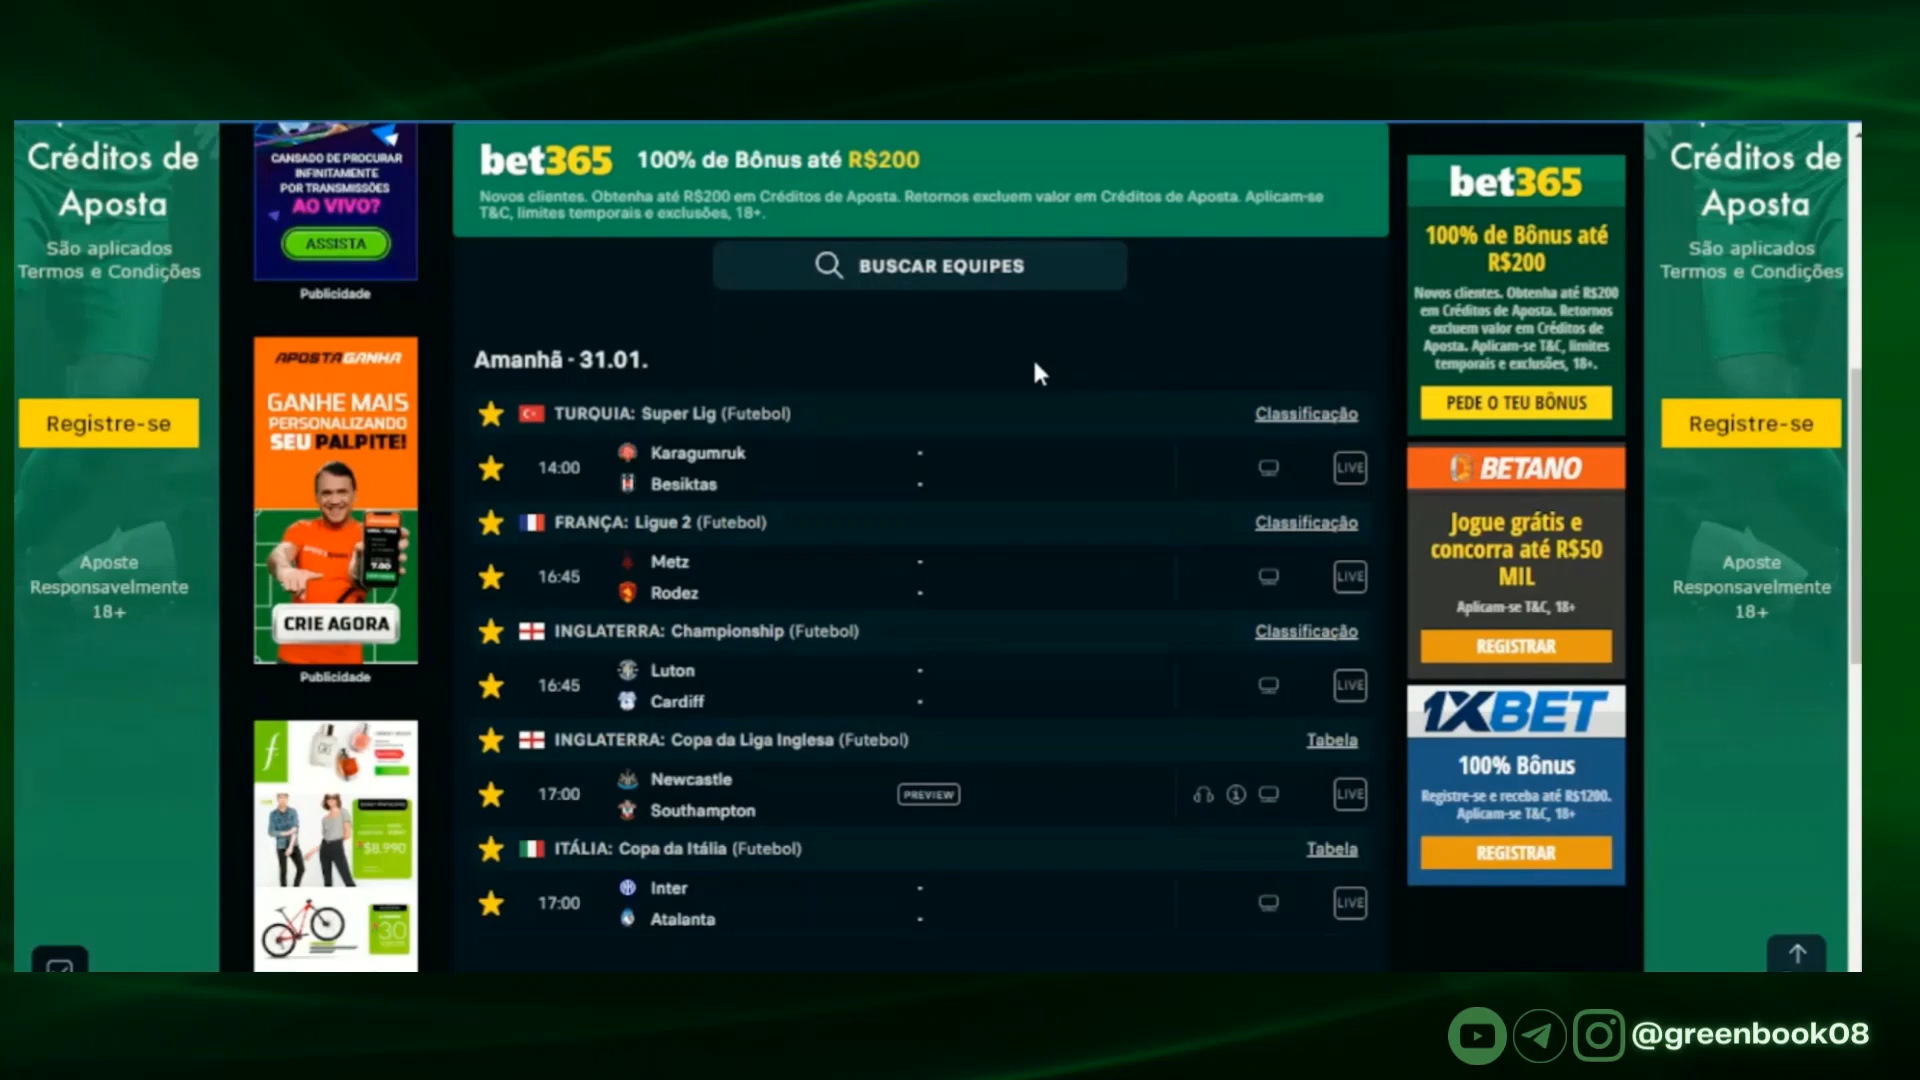 Créditos de
Aposta
São aplicados
Termos e Condições
Registre-se
Aposte
Responsavelmente
18+
CANSADO DE PROCURAR
INFINITAMENTE
POR TRANSMISSÕES
AO VIVO?
ASSISTA
Publicidade
APOSTAGANHA
GANHE MAIS
PERSONALIZANDO
SEU PALPITE!
CRIE AGORA
Publicidade
$8.990
30
bet365 100% de Bônus até R$200
Novos clientes. Obtenha até R$200 em Créditos de Aposta. Retornos excluem valor em Créditos de Aposta. Aplicam-se
T&C, limites temporais e exclusões, 18+.
BUSCAR EQUIPES
Amanhã - 31.01.
TURQUIA: Super Lig (Futebol) Classificação
14:00 Karagumruk - LIVE
Besiktas -
FRANÇA: Ligue 2 (Futebol) Classificação
16:45 Metz - LIVE
Rodez -
INGLATERRA: Championship (Futebol) Classificação
16:45 Luton - LIVE
Cardiff -
INGLATERRA: Copa da Liga Inglesa (Futebol) Tabela
17:00 Newcastle PREVIEW LIVE
Southampton
ITÁLIA: Copa da Itália (Futebol) Tabela
17:00 Inter - LIVE
Atalanta -
bet365
100% de Bônus até
R$200
Novos clientes. Obtenha até R$200
em Créditos de Aposta. Retornos
excluem valor em Créditos de
Aposta. Aplicam-se T&C, limites
temporais e exclusões, 18+.
PEDE O TEU BÔNUS
BETANO
Jogue grátis e
concorra até R$50
MIL
Aplicam-se T&C, 18+
REGISTRAR
1XBET
100% Bônus
Registre-se e receba até R$1200.
Aplicam-se T&C, 18+
REGISTRAR
Créditos de
Aposta
São aplicados
Termos e Condições
Registre-se
Aposte
Responsavelmente
18+
@greenbook08